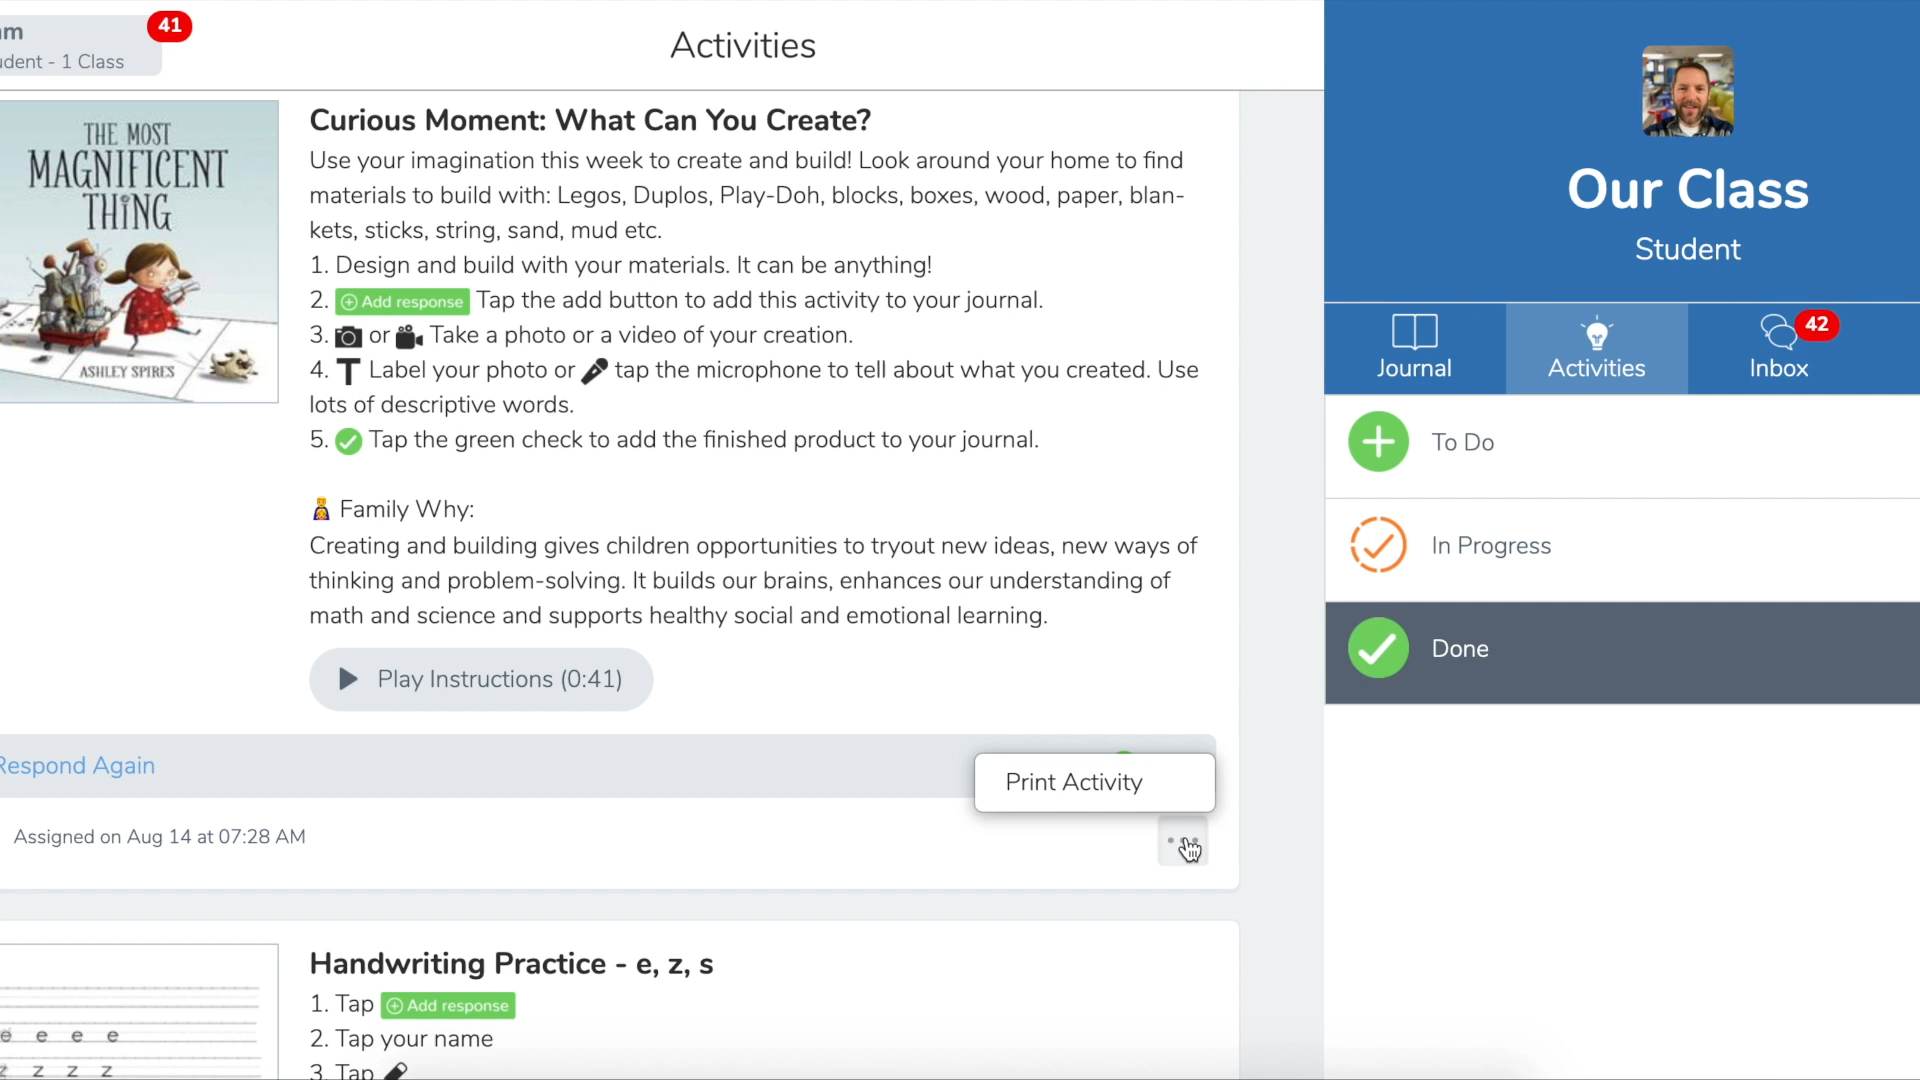 am
41
udent - 1 Class
Activities
THE MOST
MAGNIFICENT
THING
ASHLEY SPIRES
Curious Moment: What Can You Create?
Use your imagination this week to create and build! Look around your home to find
materials to build with: Legos, Duplos, Play-Doh, blocks, boxes, wood, paper, blan-
kets, sticks, string, sand, mud etc.
1. Design and build with your materials. It can be anything!
2. Add response Tap the add button to add this activity to your journal.
3. or Take a photo or a video of your creation.
4. T Label your photo or tap the microphone to tell about what you created. Use
lots of descriptive words.
5. Tap the green check to add the finished product to your journal.
Family Why:
Creating and building gives children opportunities to tryout new ideas, new ways of
thinking and problem-solving. It builds our brains, enhances our understanding of
math and science and supports healthy social and emotional learning.
Play Instructions (0:41)
Respond Again
Print Activity
Assigned on Aug 14 at 07:28 AM
Handwriting Practice - e, z, s
1. Tap Add response
2. Tap your name
3. Tap
e e e e
z z z z
Our Class
Student
Journal
Activities
Inbox
42
To Do
In Progress
Done